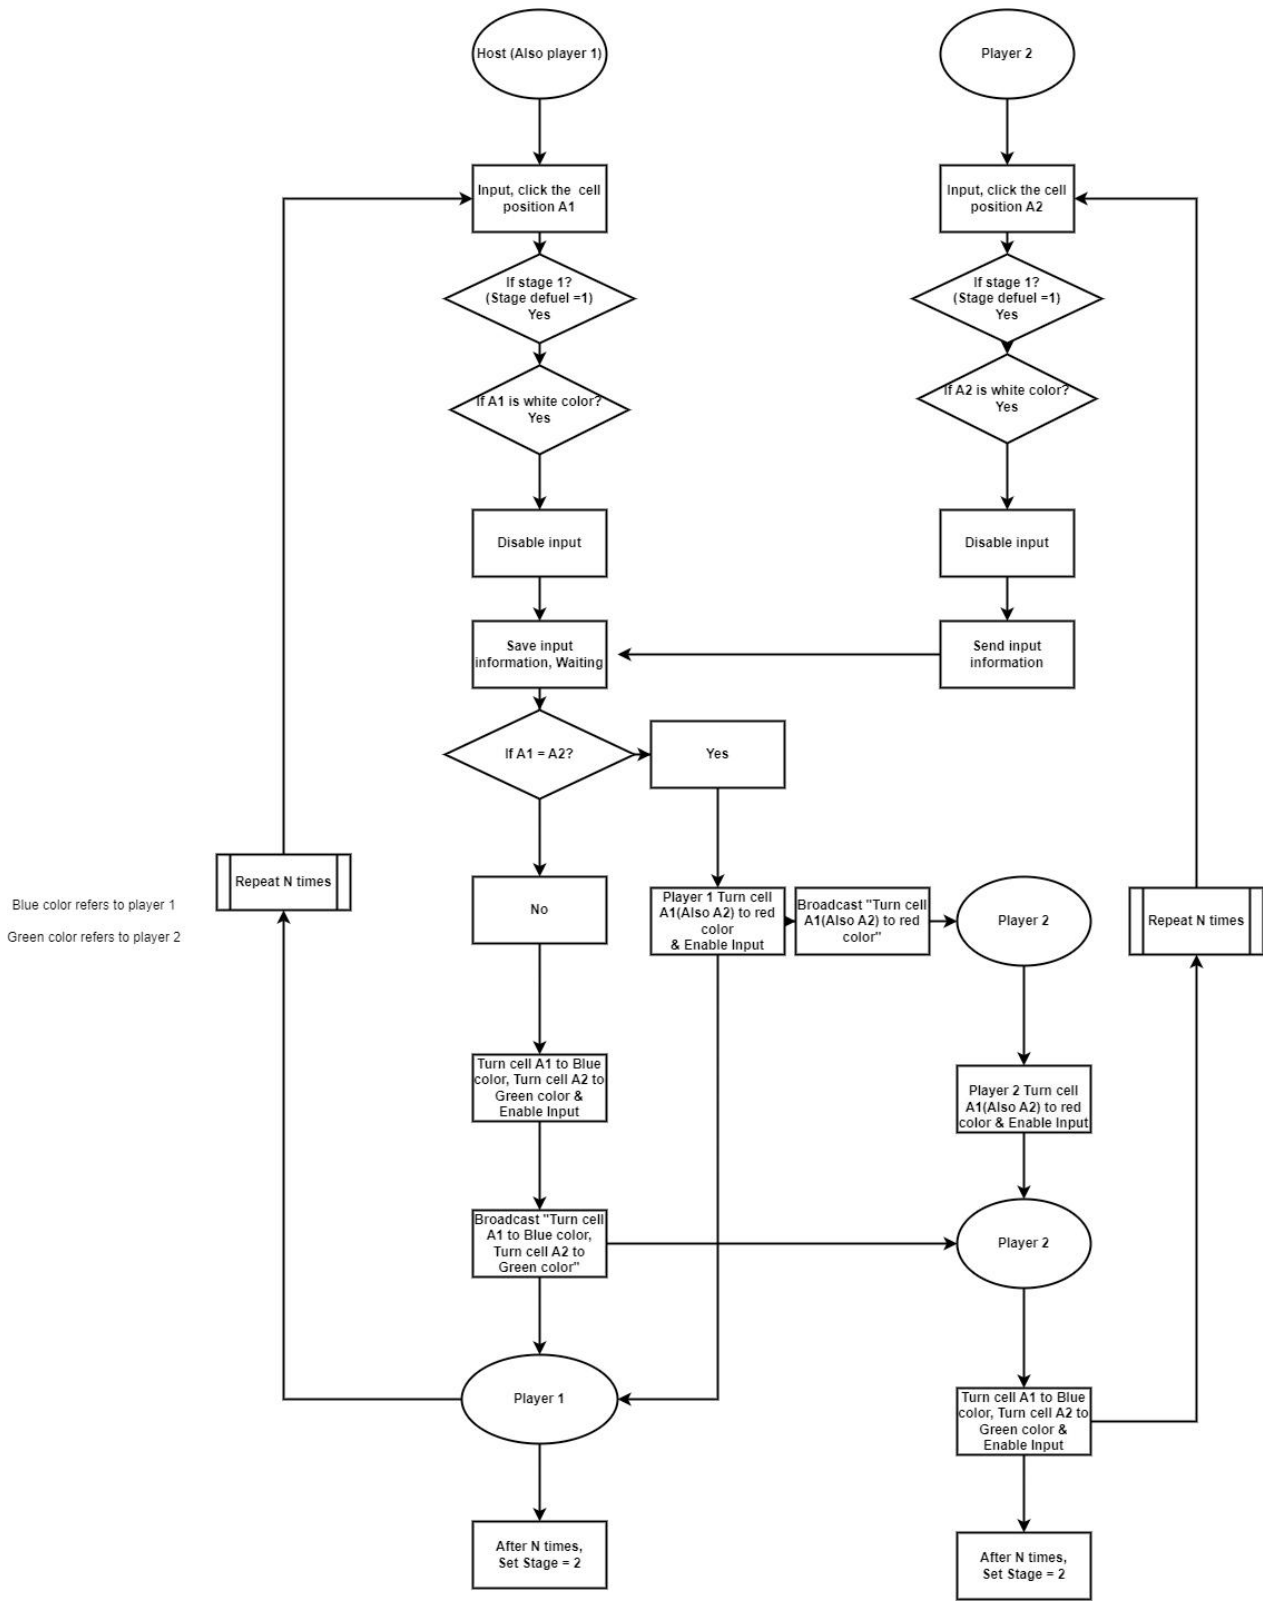 Host (Also player 1)
Player 2
Input, click the cell
position A1
Input, click the cell
position A2
If stage 1?
(Stage defuel =1)
Yes
If stage 1?
(Stage defuel =1)
Yes
If A1 is white color?
Yes
If A2 is white color?
Yes
Disable input
Disable input
Save input
information, Waiting
Send input
information
If A1 = A2?
Yes
Repeat N times
Blue color refers to player 1
Green color refers to player 2
No
Player 1 Turn cell
A1(Also A2) to red
color
& Enable Input
Broadcast "Turn cell
A1(Also A2) to red
color"
Player 2
Repeat N times
Turn cell A1 to Blue
color, Turn cell A2 to
Green color &
Enable Input
Player 2 Turn cell
A1(Also A2) to red
color & Enable Input
Broadcast "Turn cell
A1 to Blue color,
Turn cell A2 to
Green color"
Player 2
Player 1
Turn cell A1 to Blue
color, Turn cell A2 to
Green color &
Enable Input
After N times,
Set Stage = 2
After N times,
Set Stage = 2